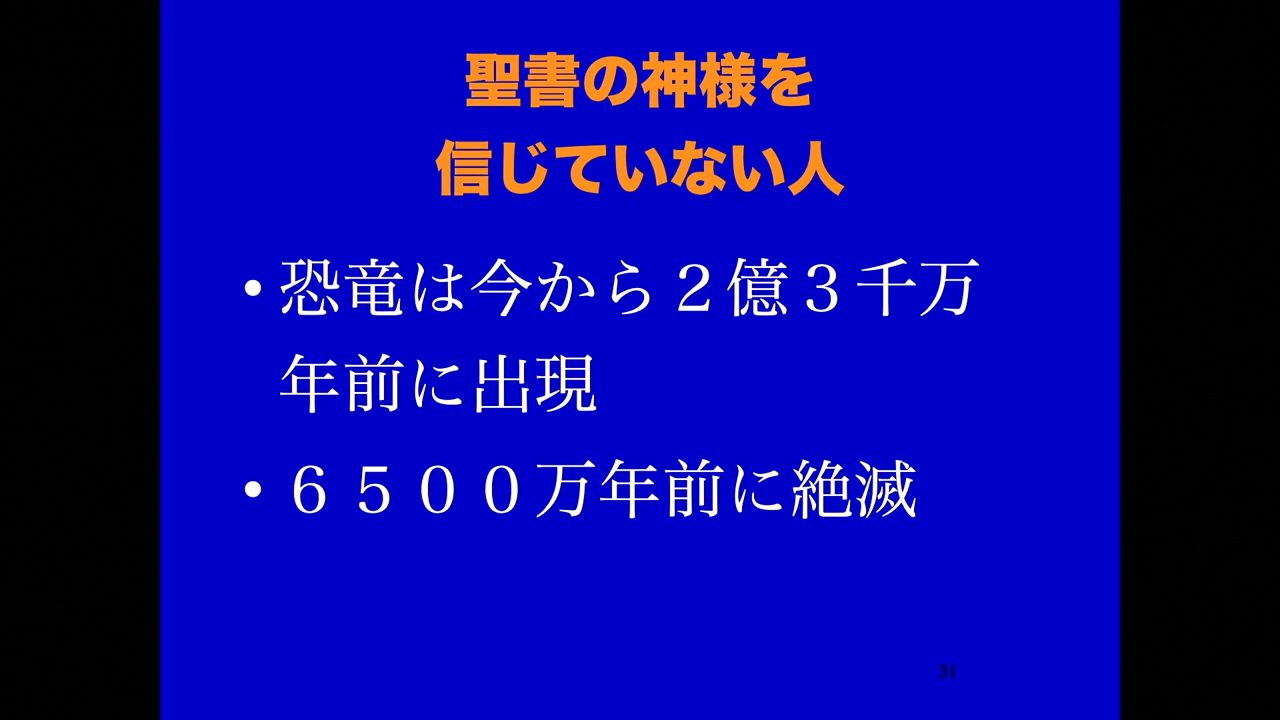 聖書の神様を
信じていない人
•恐竜は今から２億３千万
年前に出現
•６５００万年前に絶滅
31